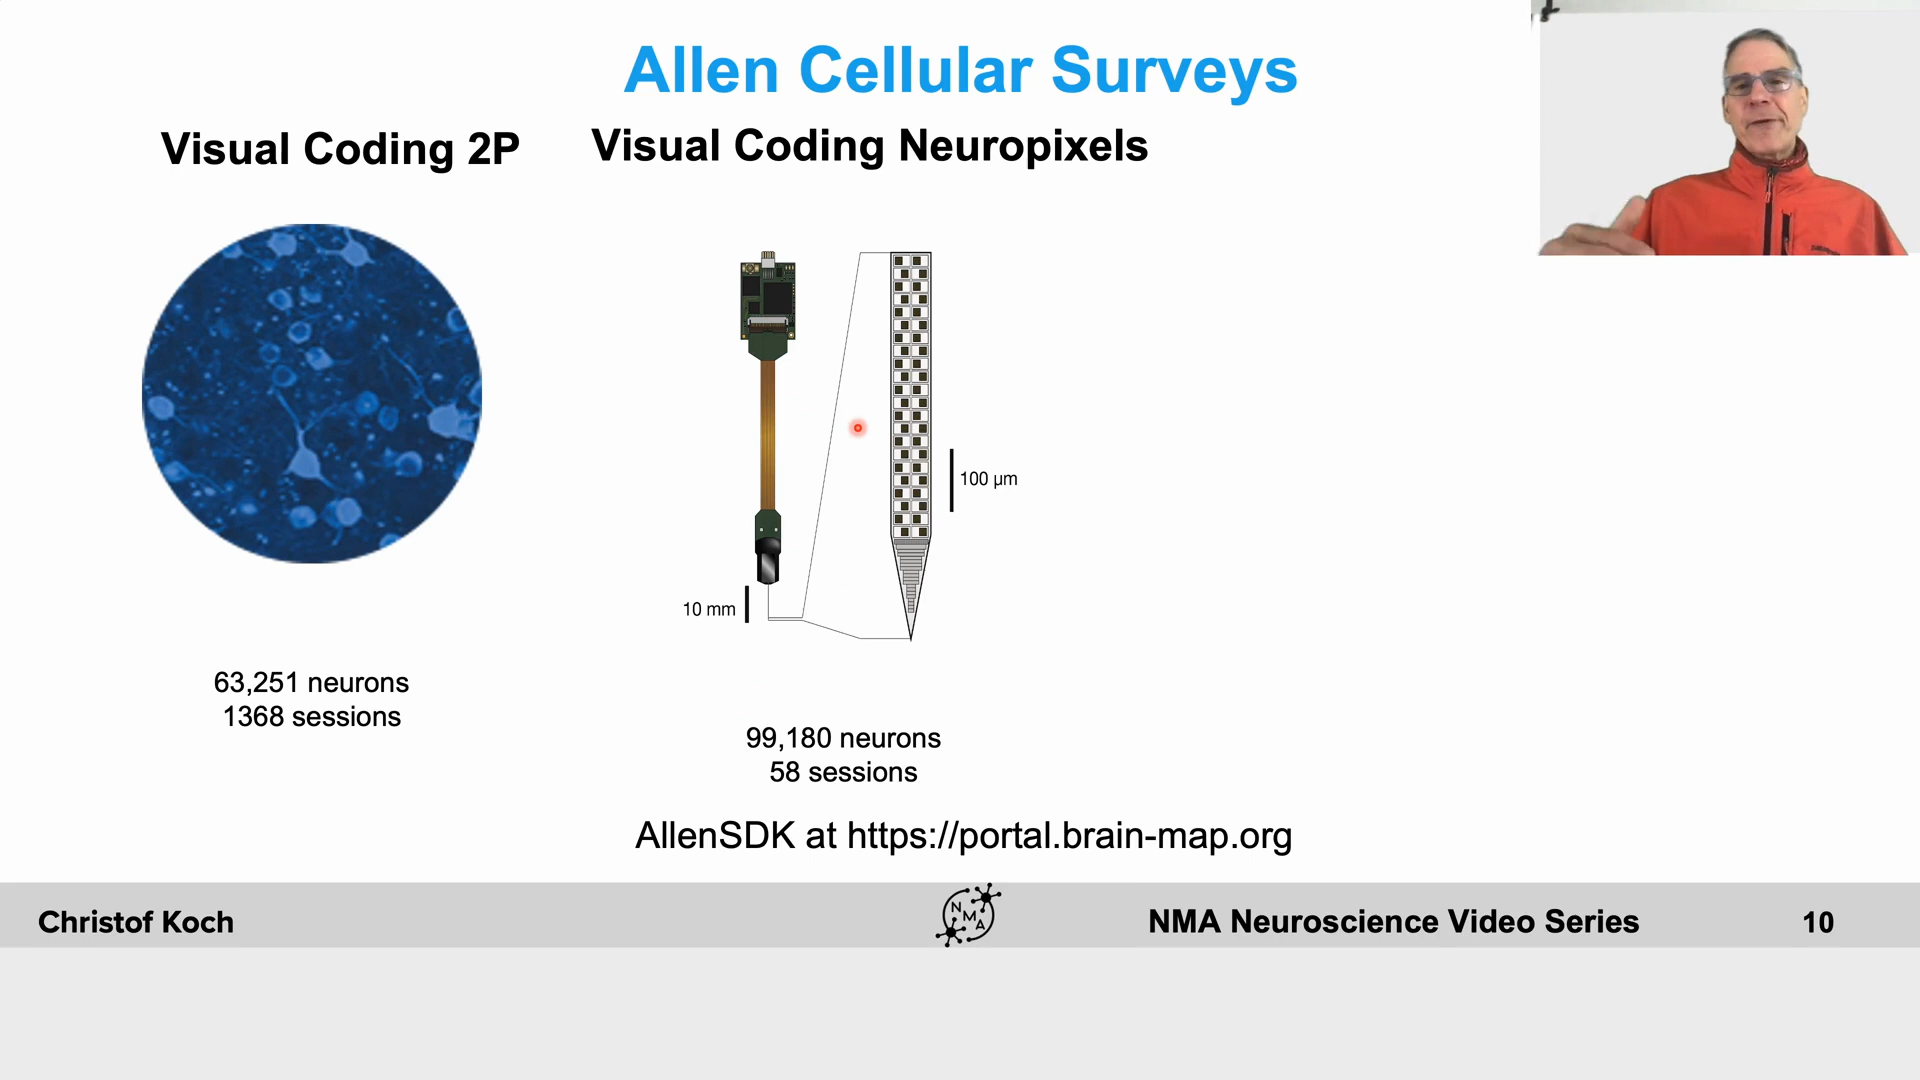 Allen Cellular Surveys
Visual Coding 2P
Visual Coding Neuropixels
100 µm
10 mm
63,251 neurons
1368 sessions
99,180 neurons
58 sessions
AllenSDK at https://portal.brain-map.org
Christof Koch
N
M
A
NMA Neuroscience Video Series
10